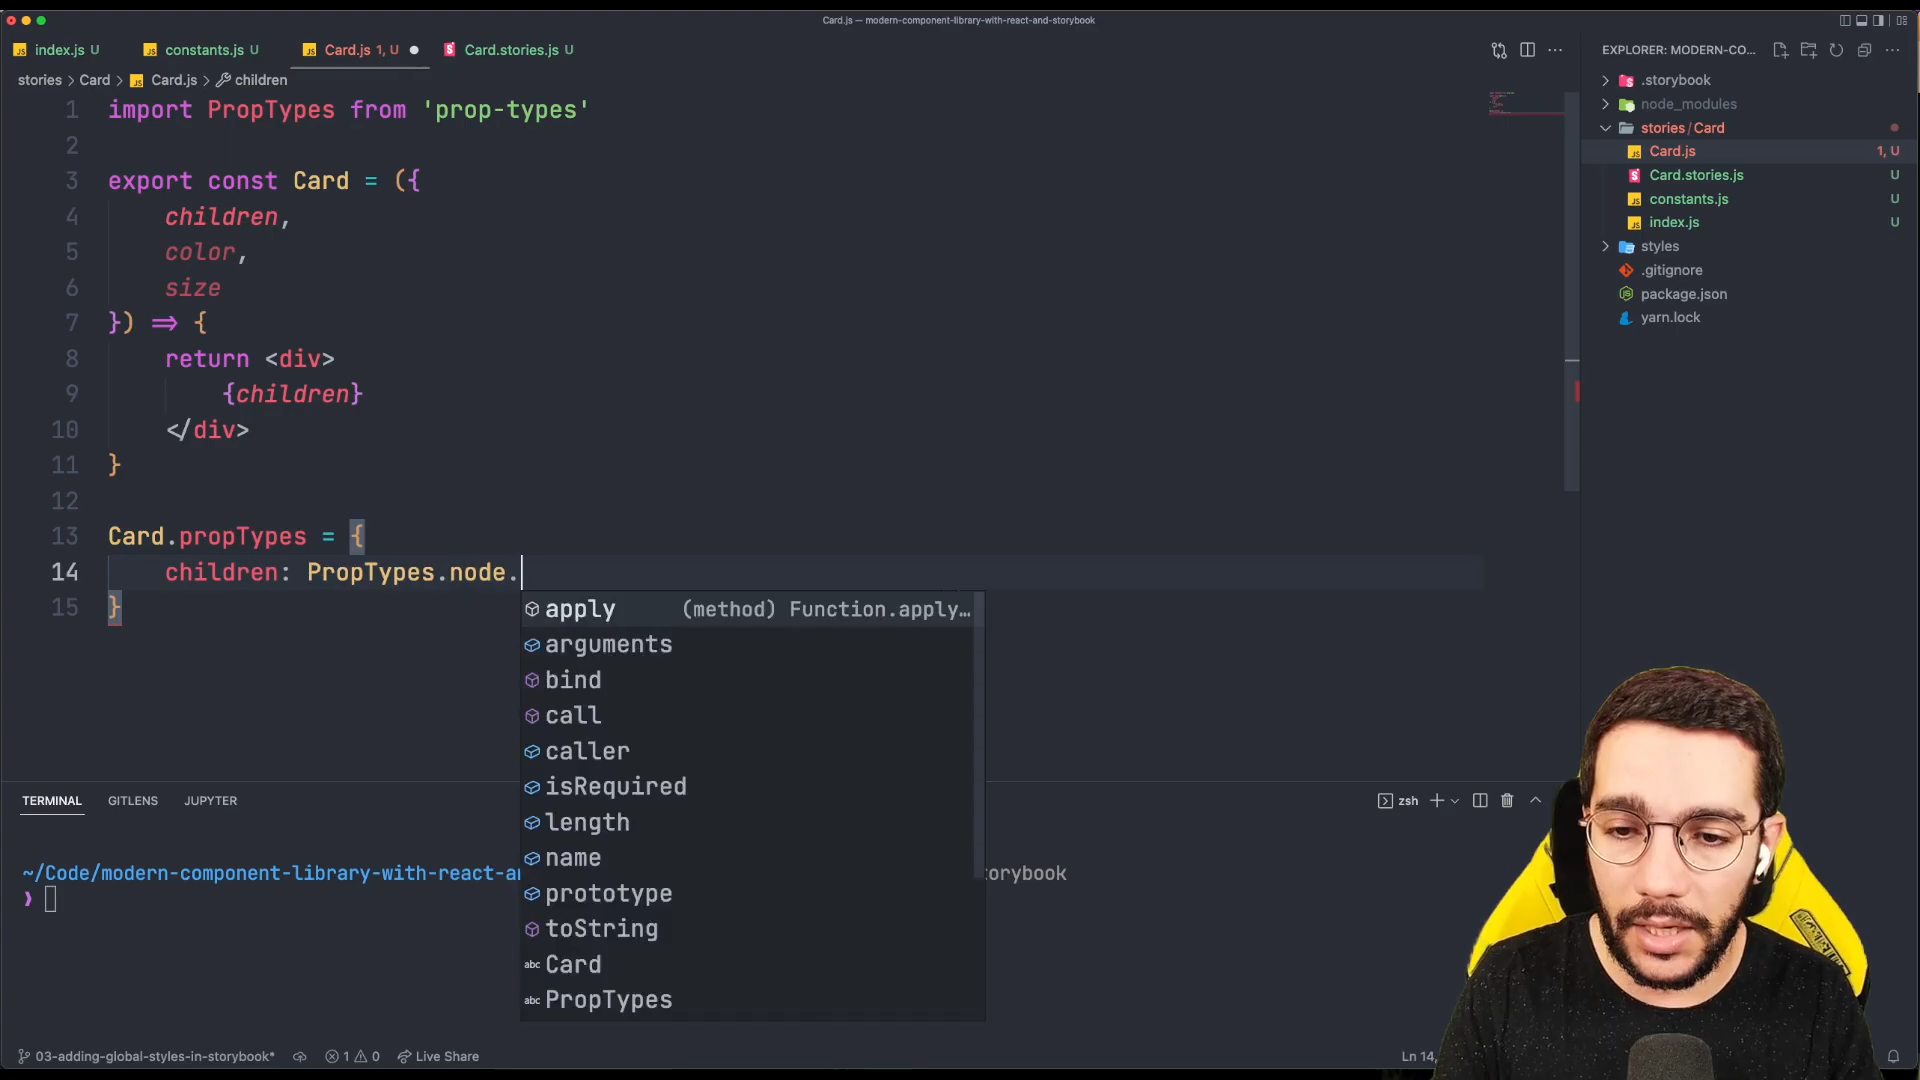 Card.js — modern-component-library-with-react-and-storybook
index.js U
constants.js U
Card.js 1, U
Card.stories.js U
EXPLORER: MODERN-CO...
stories > Card > Card.js > children
1 import PropTypes from 'prop-types'
2
3 export const Card = ({
4 children,
5 color,
6 size
7 }) => {
8 return <div>
9 {children}
10 </div>
11 }
12
13 Card.propTypes = {
14 children: PropTypes.node.
15 }
apply (method) Function.apply…
arguments
bind
call
caller
isRequired
length
name
prototype
toString
abc Card
abc PropTypes
.storybook
node_modules
stories / Card
Card.js 1, U
Card.stories.js U
constants.js U
index.js U
styles
.gitignore
package.json
yarn.lock
TERMINAL GITLENS JUPYTER
zsh
~/Code/modern-component-library-with-react-a
orybook
❯
03-adding-global-styles-in-storybook*
1 0
Live Share
Ln 14,